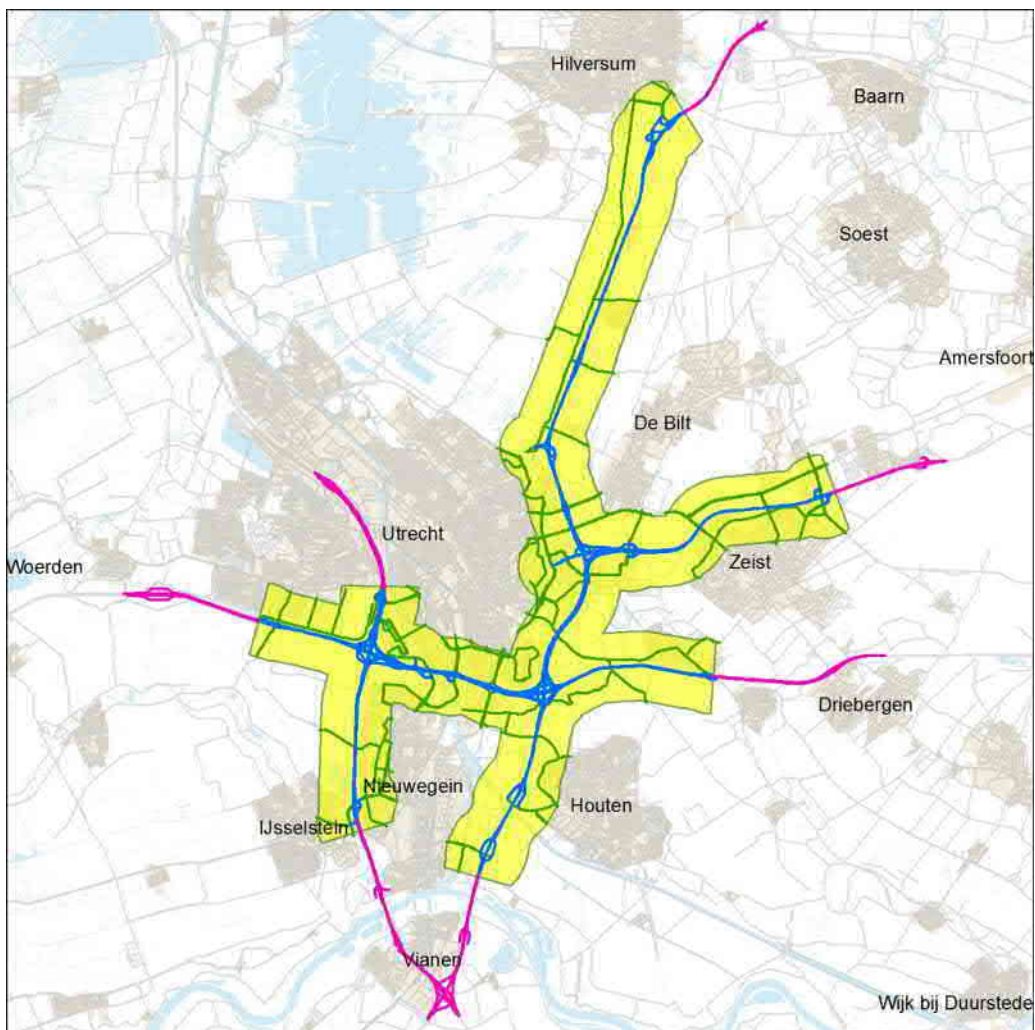 Hilversum
Baarn
Soest
Amersfoort
De Bilt
Utrecht
Woerden
Zeist
Driebergen
Nieuwegein
Houten
IJsselstein
Vianen
Wijk bij Duurstede